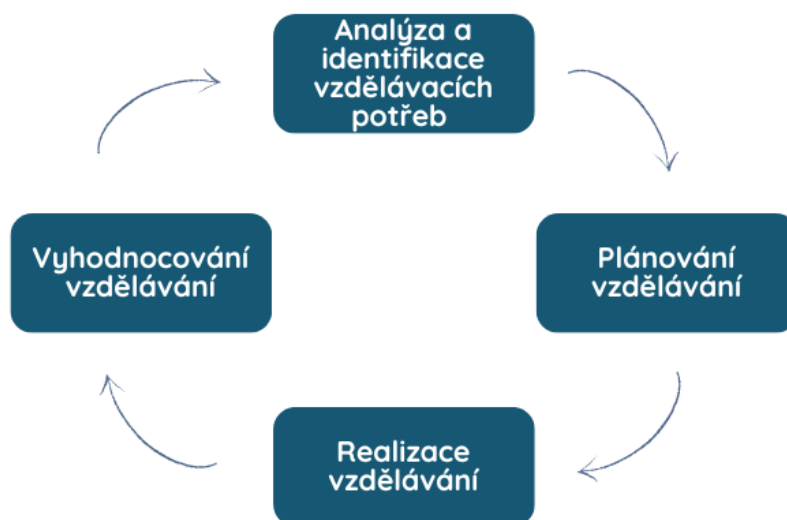 Analýza a
identifikace
vzdělávacích
potřeb
Vyhodnocování
vzdělávání
Plánování
vzdělávání
Realizace
vzdělávání